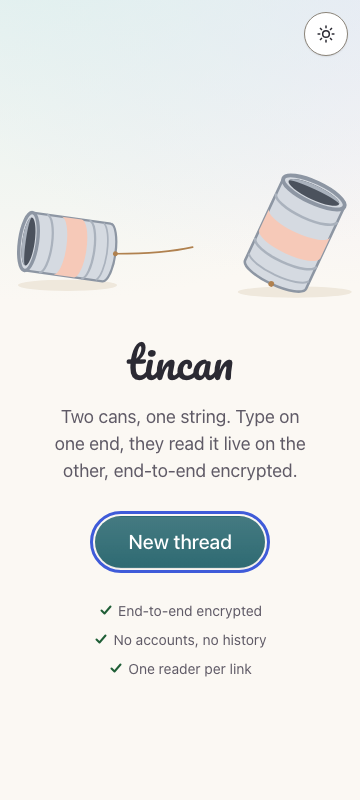 tincan
Two cans, one string. Type on
one end, they read it live on the
other, end-to-end encrypted.
New thread
End-to-end encrypted
No accounts, no history
One reader per link